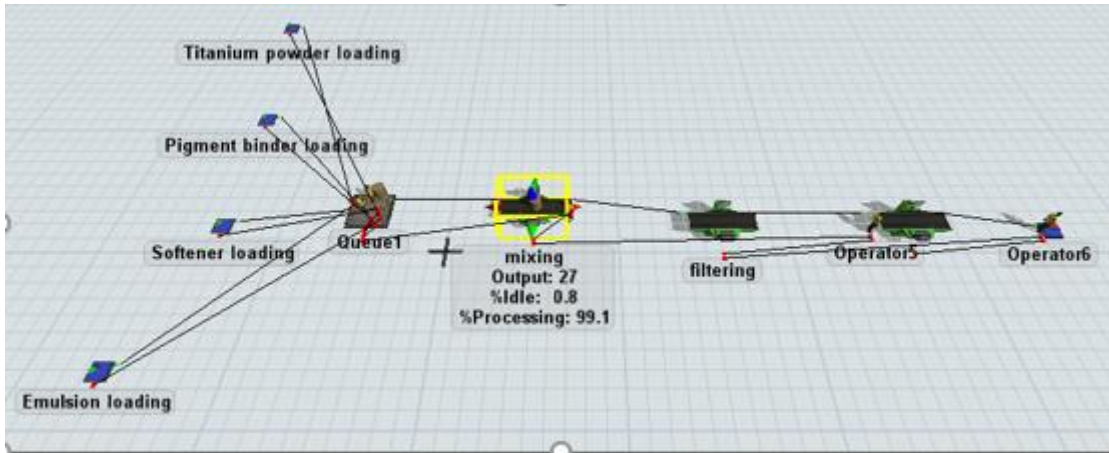 Titanium powder loading
Pigment binder loading
Softener loading
Queue1
Emulsion loading
mixing
Output: 27
%Idle: 0.8
%Processing: 99.1
filtering
Operator5
Operator6